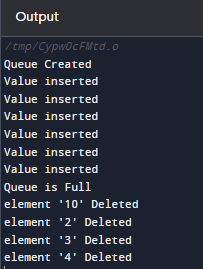 Output
/tmp/CypwOcFMtd.o
Queue Created
Value inserted
Value inserted
Value inserted
Value inserted
Value inserted
Value inserted
Queue is Full
element '10' Deleted
element '2' Deleted
element '3' Deleted
element '4' Deleted